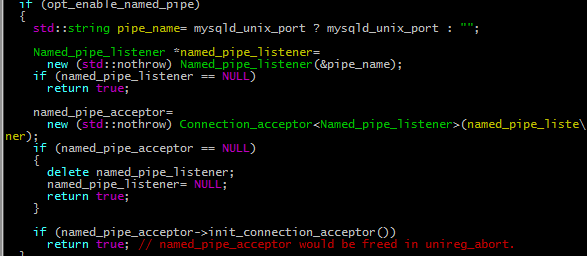 if (opt_enable_named_pipe)
{
std::string pipe_name= mysqld_unix_port ? mysqld_unix_port : "";
Named_pipe_listener *named_pipe_listener=
new (std::nothrow) Named_pipe_listener(&pipe_name);
if (named_pipe_listener == NULL)
return true;
named_pipe_acceptor=
new (std::nothrow) Connection_acceptor<Named_pipe_listener>(named_pipe_liste\
ner);
if (named_pipe_acceptor == NULL)
{
delete named_pipe_listener;
named_pipe_listener= NULL;
return true;
}
if (named_pipe_acceptor->init_connection_acceptor())
return true; // named_pipe_acceptor would be freed in unireg_abort.